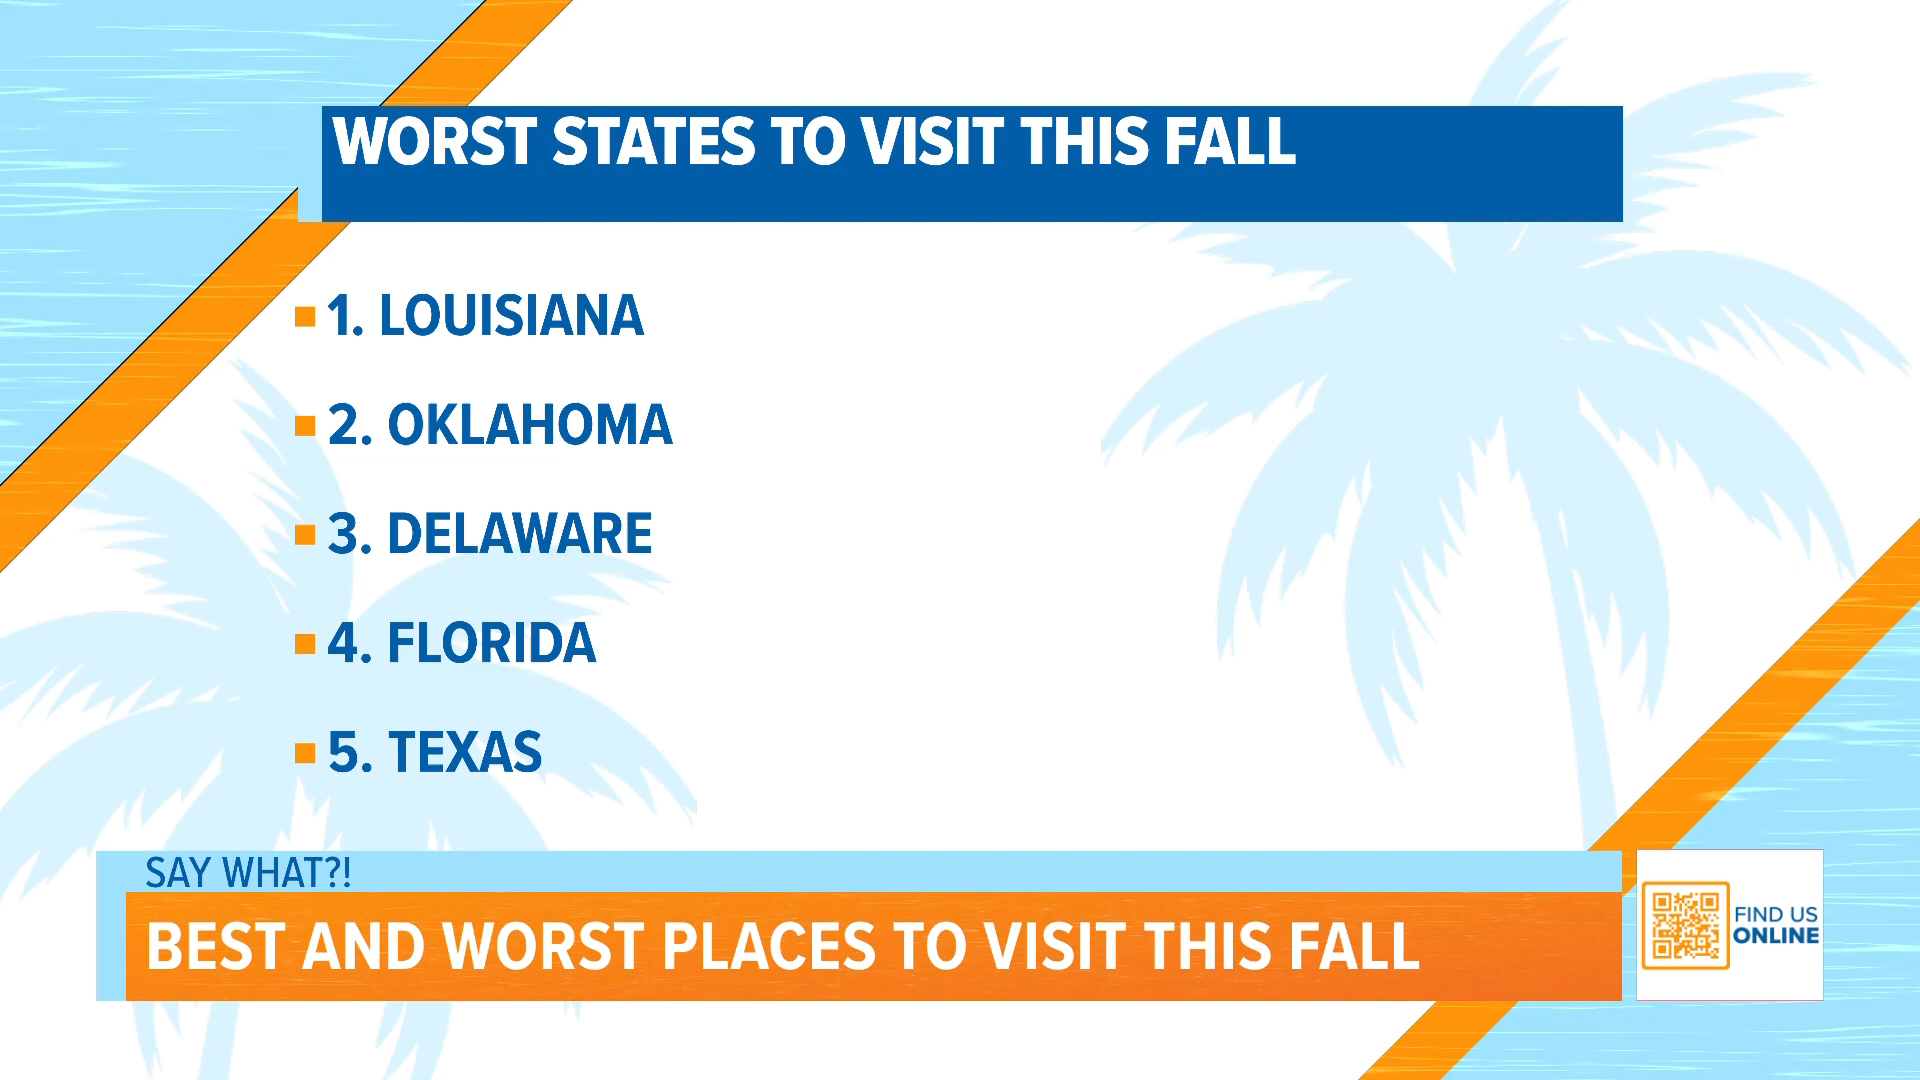 WORST STATES TO VISIT THIS FALL
1. LOUISIANA
2. OKLAHOMA
3. DELAWARE
4. FLORIDA
5. TEXAS
SAY WHAT?!
BEST AND WORST PLACES TO VISIT THIS FALL
FIND US
ONLINE